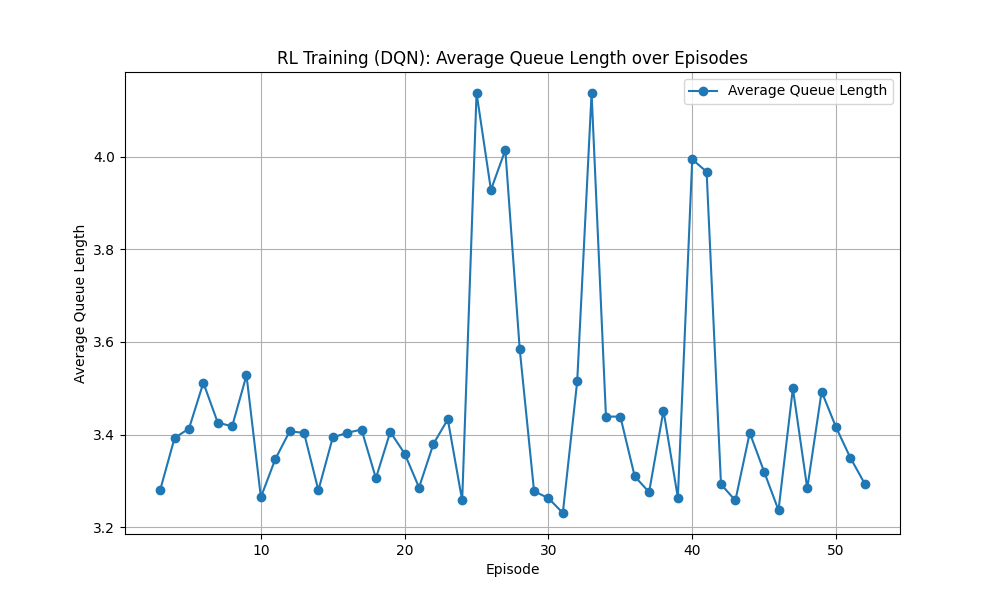 RL Training (DQN): Average Queue Length over Episodes
Average Queue Length
4.0
3.8
3.6
3.4
3.2
Average Queue Length
10
20
30
40
50
Episode